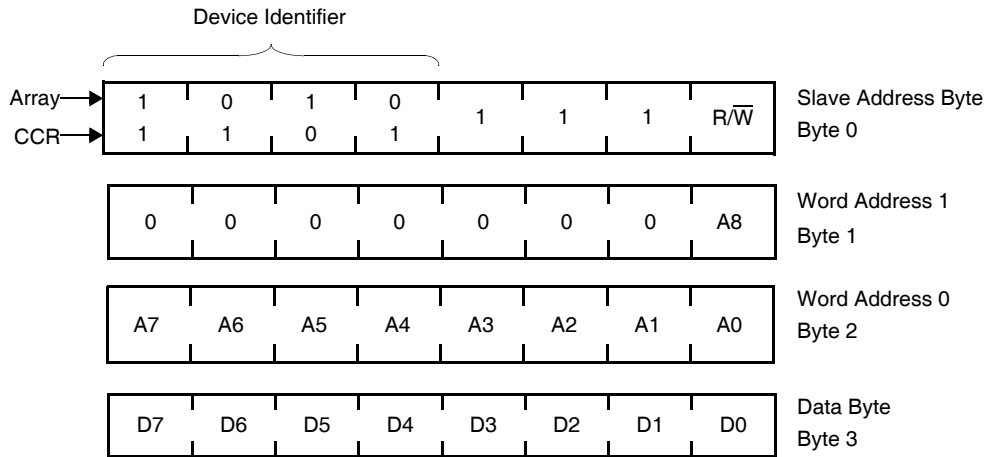 Device Identifier
Array 1 0 1 0 1 1 1 R/W̅ Slave Address Byte
CCR 1 1 0 1 Byte 0
0 0 0 0 0 0 0 A8 Word Address 1
Byte 1
A7 A6 A5 A4 A3 A2 A1 A0 Word Address 0
Byte 2
D7 D6 D5 D4 D3 D2 D1 D0 Data Byte
Byte 3